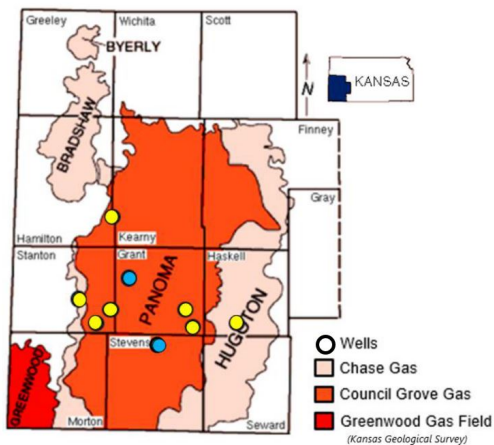 Greeley
Wichita
Scott
BYERLY
N
KANSAS
BRADSHAW
Finney
Gray
Hamilton
Kearny
Stanton
Grant
Haskell
PANOMA
HUGOTON
Stevens
GREENWOOD
Morton
Seward
Wells
Chase Gas
Council Grove Gas
Greenwood Gas Field
(Kansas Geological Survey)